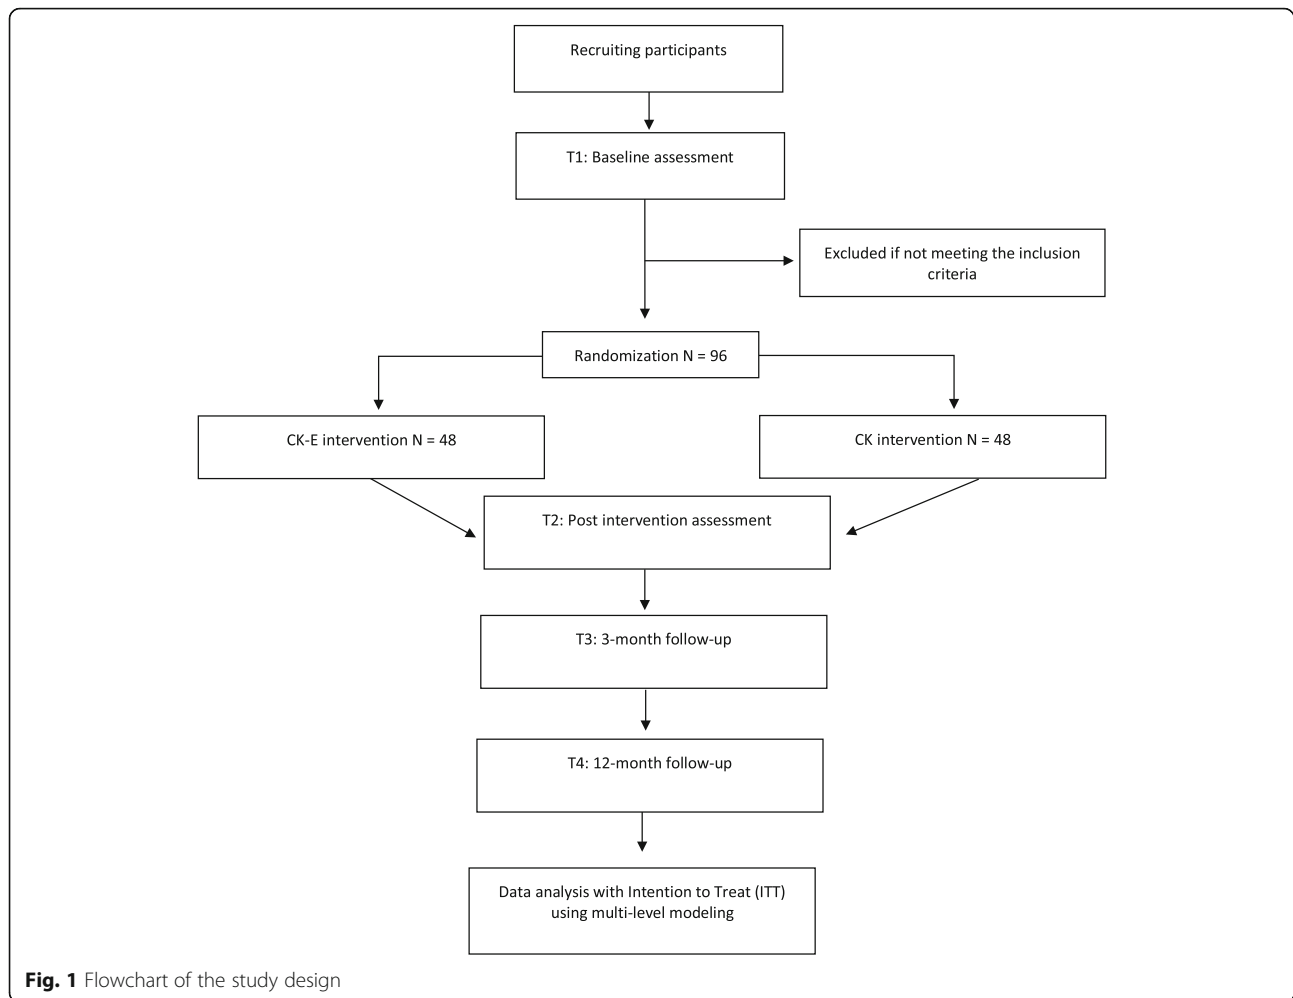 Recruiting participants
T1: Baseline assessment
Excluded if not meeting the inclusion
criteria
Randomization N = 96
CK-E intervention N = 48
CK intervention N = 48
T2: Post intervention assessment
T3: 3-month follow-up
T4: 12-month follow-up
Data analysis with Intention to Treat (ITT)
using multi-level modeling
Fig. 1 Flowchart of the study design